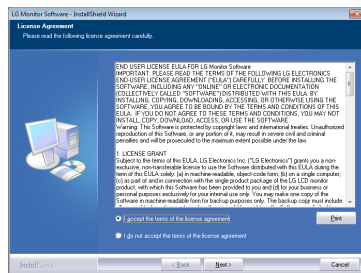 LG Monitor Software - InstallShield Wizard
License Agreement
Please read the following license agreement carefully.
END USER LICENSE EULA FOR LG Monitor Software
IMPORTANT: PLEASE READ THE TERMS OF THE FOLLOWING LG ELECTRONICS
END-USER LICENSE AGREEMENT ("EULA") CAREFULLY BEFORE INSTALLING THE
SOFTWARE, INCLUDING ANY "ONLINE" OR ELECTRONIC DOCUMENTATION
(COLLECTIVELY CALLED "SOFTWARE") DISTRIBUTED WITH THIS EULA. BY
INSTALLING, COPYING, DOWNLOADING, ACCESSING, OR OTHERWISE USING THE
SOFTWARE, YOU AGREE TO BE BOUND BY THE TERMS AND CONDITIONS OF THIS
EULA. IF YOU DO NOT AGREE TO THESE TERMS AND CONDITIONS, YOU MAY NOT
INSTALL, COPY, DOWNLOAD, ACCESS, OR USE THE SOFTWARE.
Warning: This Software is protected by copyright laws and international treaties. Unauthorized
reproduction of this Software, or any portion of it, may result in severe civil and criminal
penalties and will be prosecuted to the maximum extent possible under the law.
1. LICENSE GRANT
Subject to the terms of this EULA, LG Electronics Inc. ("LG Electronics") grants you a non-
exclusive, non-transferable license to use the Software distributed with this EULA during the
term of this EULA solely: (a) in machine-readable, object-code form; (b) on a single computer;
(c) as part of and in connection with the single product package of the LG LCD monitor
product, with which this Software has been provided to you and (d) for your business or
personal purposes exclusively for your internal use only. You may make one copy of the
Software in machine-readable form for backup purposes only. The backup copy must include
I accept the terms of the license agreement
Print
I do not accept the terms of the license agreement
InstallShield
< Back
Next >
Cancel